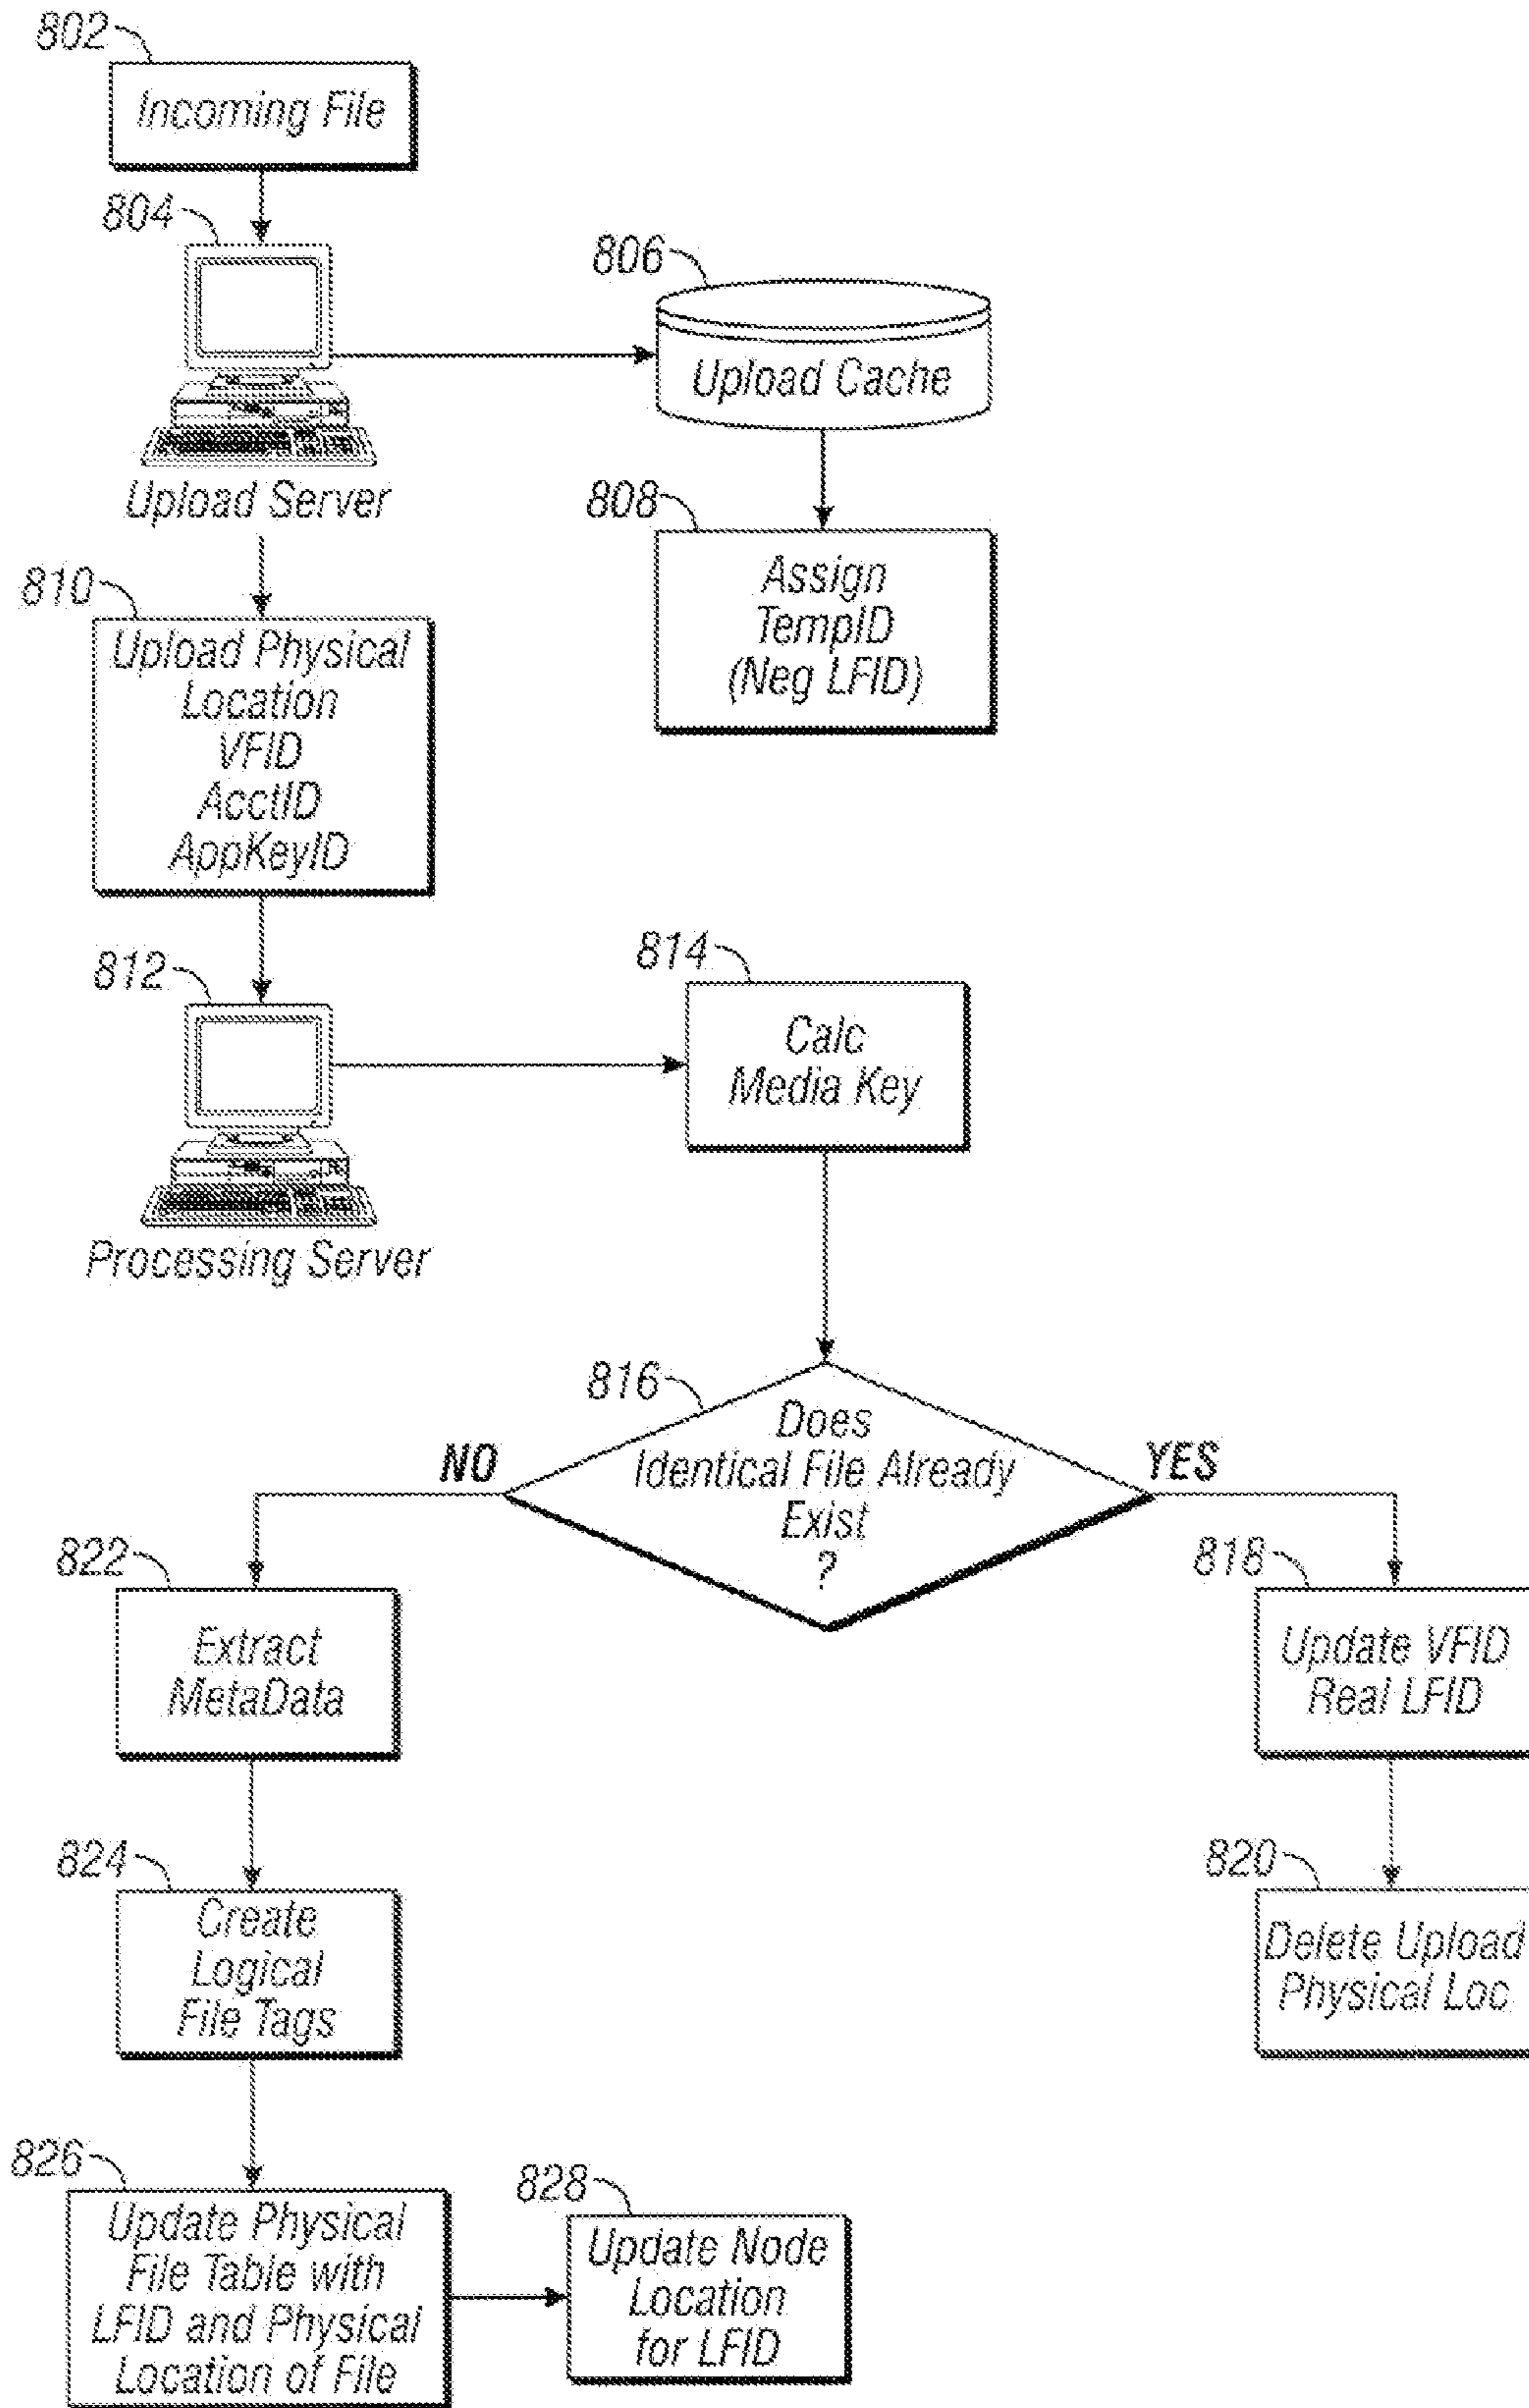 802
Incoming File
804
Upload Server
806
Upload Cache
808
Assign
TempID
(Neg LFID)
810
Upload Physical
Location
VFID
AcctID
AppKeyID
812
Processing Server
814
Calc
Media Key
816
Does
Identical File Already
Exist
?
NO
YES
822
Extract
MetaData
818
Update VFID
Real LFID
824
Create
Logical
File Tags
820
Delete Upload
Physical Loc
826
Update Physical
File Table with
LFID and Physical
Location of File
828
Update Node
Location
for LFID